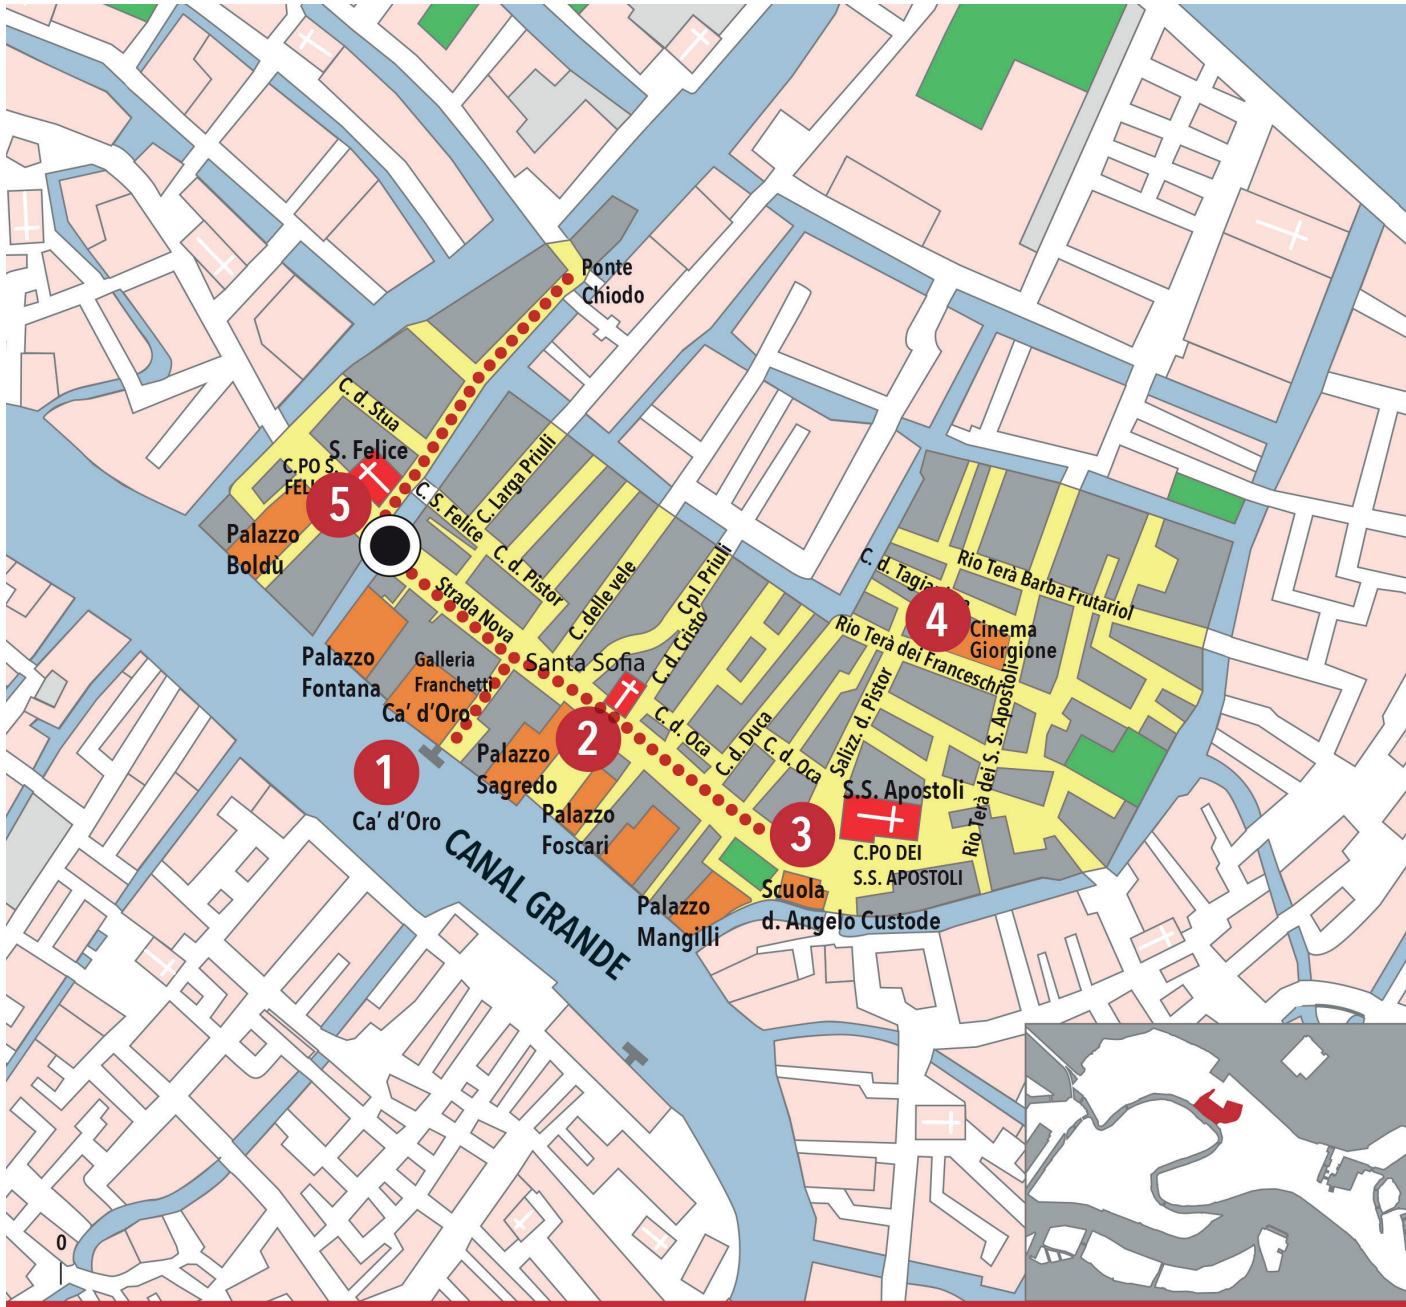 Ponte
Chiodo
C. d. Stua
S. Felice
C.PO S.
5
C. S. Felice
C. Larga Priuli
Palazzo
Boldù
C. d. Pistor
Strada Nova
C. delle vele
Cpl. Priuli
C. d. Cristo
Rio Terà Barba Frutariol
4
Cinema
Giorgione
Rio Terà dei Franceschi
Palazzo
Fontana
Galleria
Franchetti
Ca' d'Oro
Santa Sofia
2
C. d. Oca
C. d. Duca
C. d. Oca
Salizz. d. Pistor
Rio Terà dei S. S. Apostoli
1
Ca' d'Oro
Palazzo
Sagredo
Palazzo
Foscari
3
S.S. Apostoli
C.PO DEI
S.S. APOSTOLI
CANAL GRANDE
Palazzo
Mangilli
Scuola
d. Angelo Custode
0